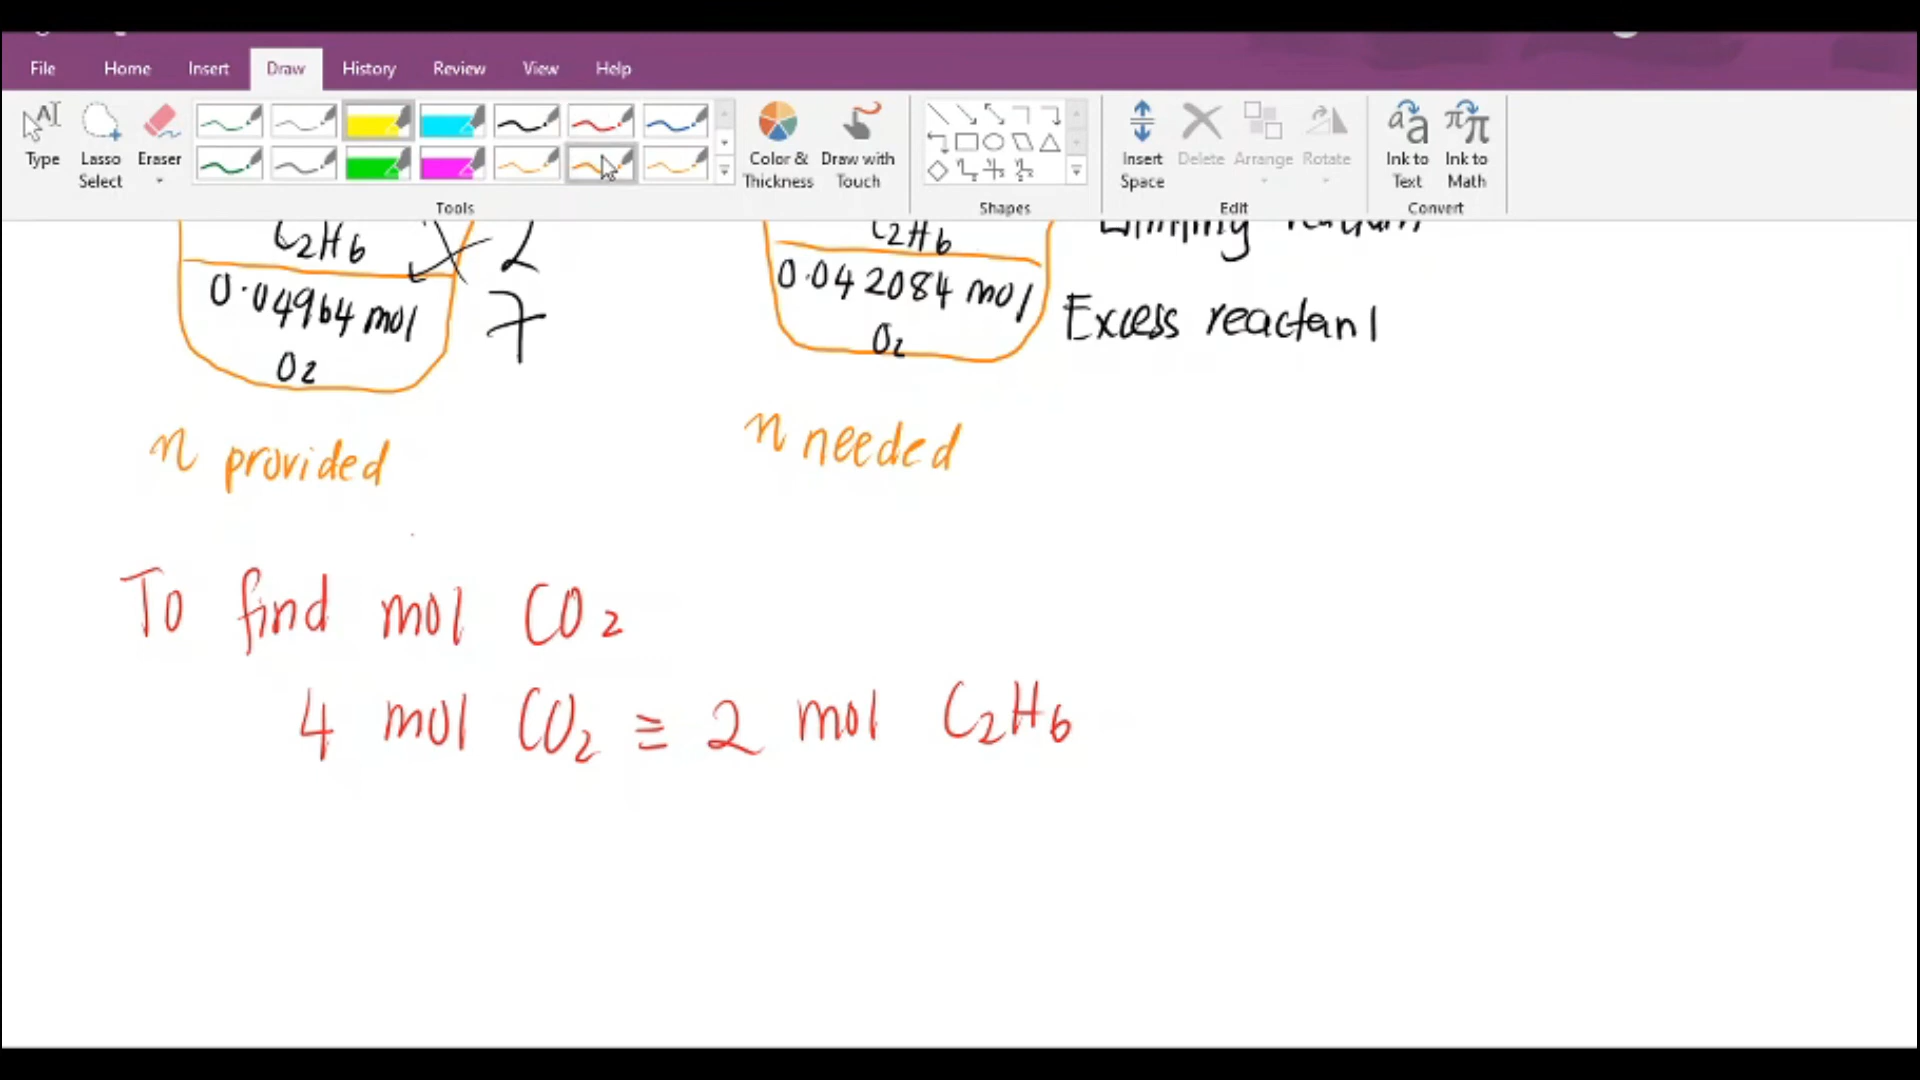 File Home Insert Draw History Review View Help
Type Lasso Select Eraser Color & Thickness Draw with Touch Insert Space Delete Arrange Rotate Ink to Text Ink to Math
Tools Shapes Edit Convert
C₂H₆ 2 C₂H₆
0.04964 mol 7 0.042084 mol Excess reactant
O₂ O₂
n provided n needed
To find mol CO₂
4 mol CO₂ ≡ 2 mol C₂H₆